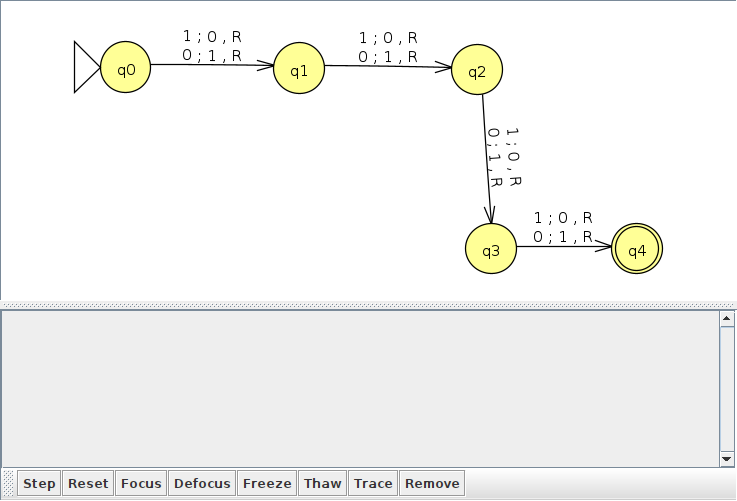 1 ; 0 , R
0 ; 1 , R
1 ; 0 , R
0 ; 1 , R
q0
q1
q2
1 ; 0 , R
0 ; 1 , R
1 ; 0 , R
0 ; 1 , R
q3
q4
Step
Reset
Focus
Defocus
Freeze
Thaw
Trace
Remove